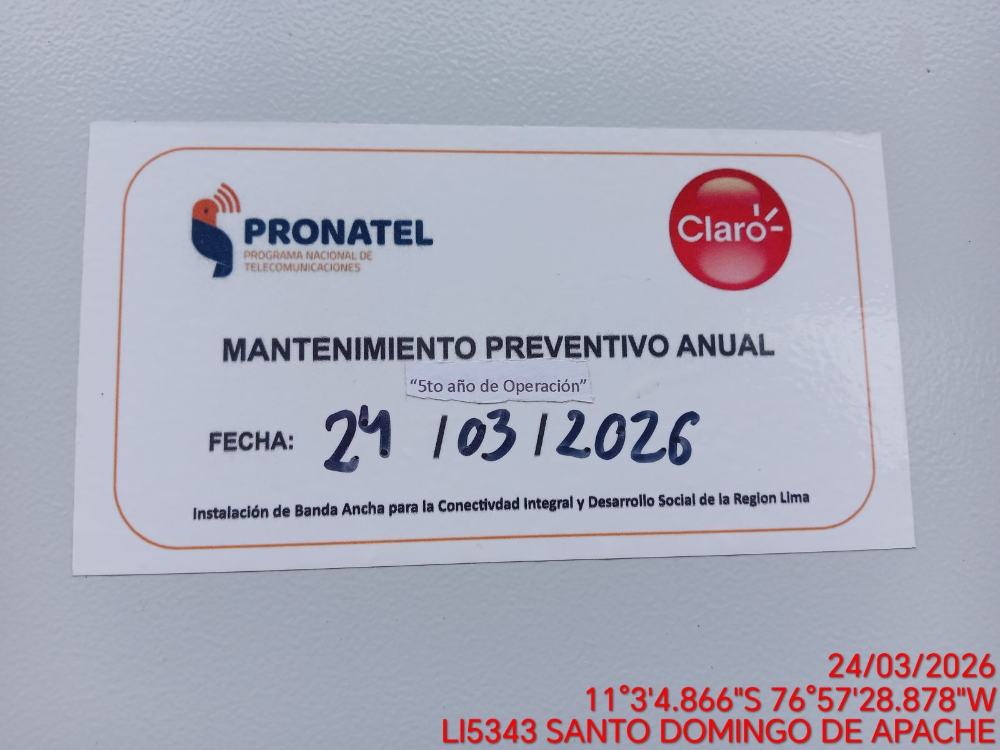 PRONATEL
PROGRAMA NACIONAL DE
TELECOMUNICACIONES
Claro
MANTENIMIENTO PREVENTIVO ANUAL
“5to año de Operación”
FECHA: 24 / 03 / 2026
Instalación de Banda Ancha para la Conectivdad Integral y Desarrollo Social de la Region Lima
24/03/2026
11°3'4.866"S 76°57'28.878"W
LI5343 SANTO DOMINGO DE APACHE